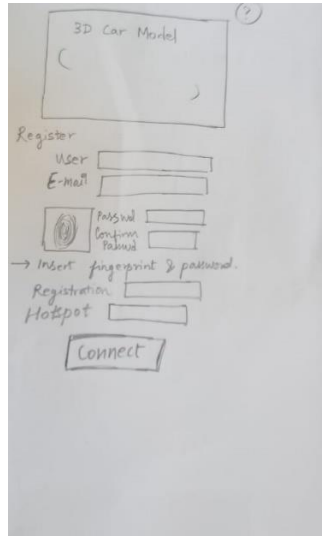 ?
3D Car Model
Register
User
E-mail
Passwd
Confirm
Passwd
→ Insert fingerprint & password.
Registration
Hotspot
Connect